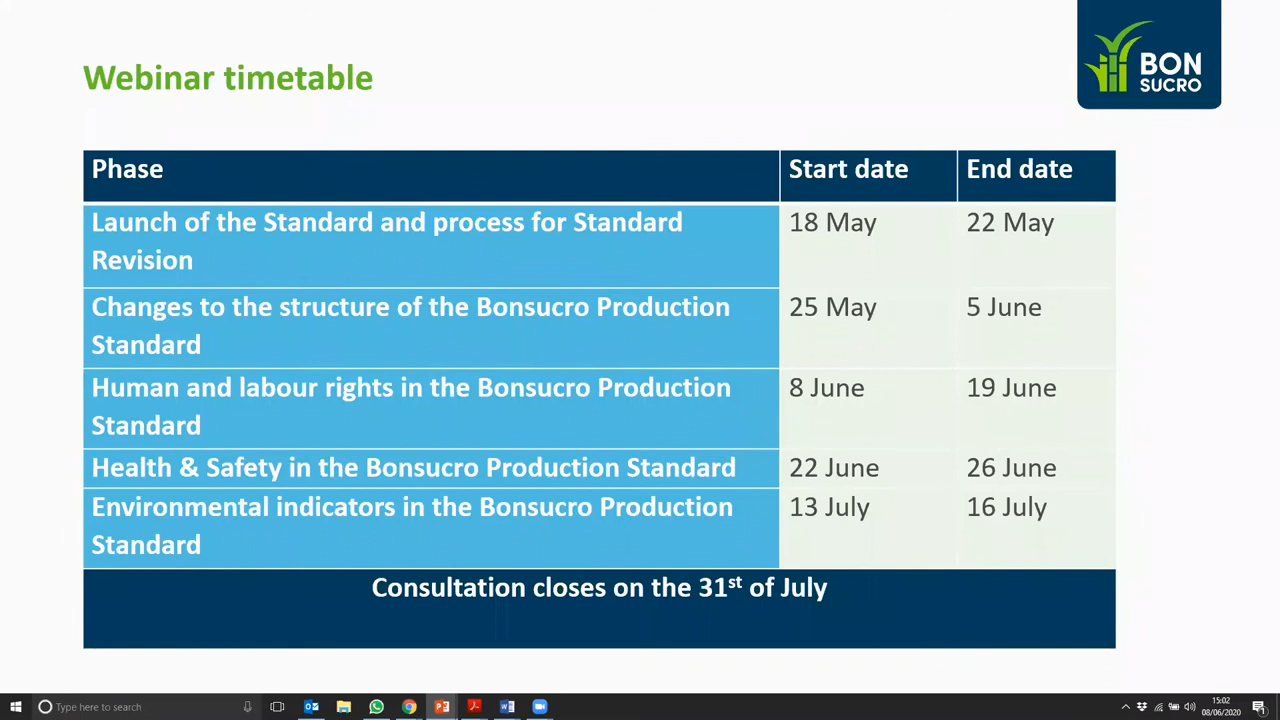 Webinar timetable
BON
SUCRO
Phase
Start date
End date
Launch of the Standard and process for Standard
Revision
18 May
22 May
Changes to the structure of the Bonsucro Production
Standard
25 May
5 June
Human and labour rights in the Bonsucro Production
Standard
8 June
19 June
Health & Safety in the Bonsucro Production Standard
22 June
26 June
Environmental indicators in the Bonsucro Production
Standard
13 July
16 July
Consultation closes on the 31st of July
Type here to search
15:02
08/06/2020